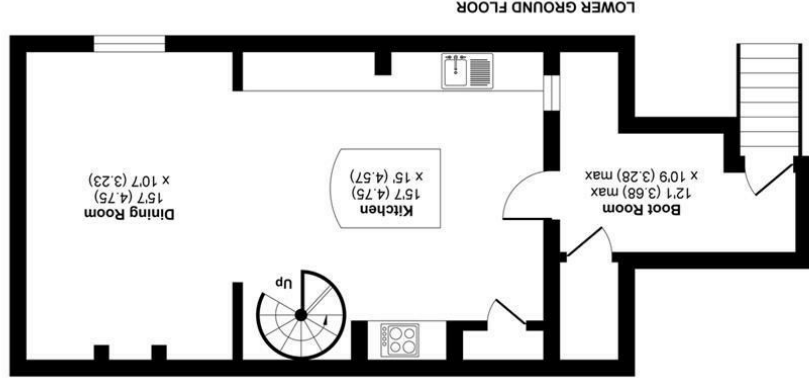 Up
Boot Room
12'1 (3.68) max
x 10'9 (3.28) max
Kitchen
15'7 (4.75)
x 15' (4.57)
Dining Room
15'7 (4.75)
x 10'7 (3.23)
LOWER GROUND FLOOR